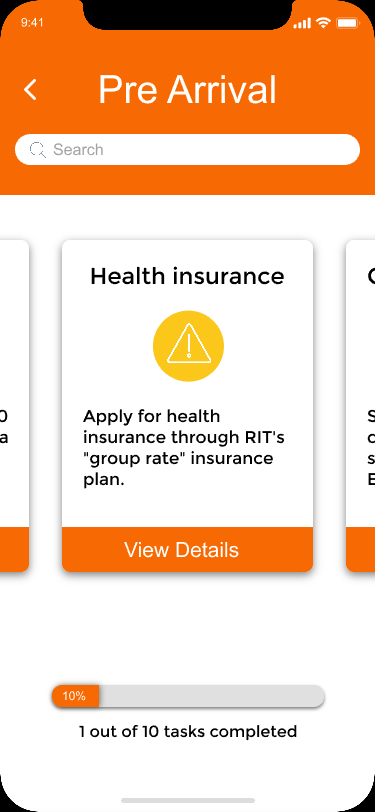 9:41
Pre Arrival
Search
Health insurance
Apply for health
insurance through RIT's
"group rate" insurance
plan.
View Details
10%
1 out of 10 tasks completed